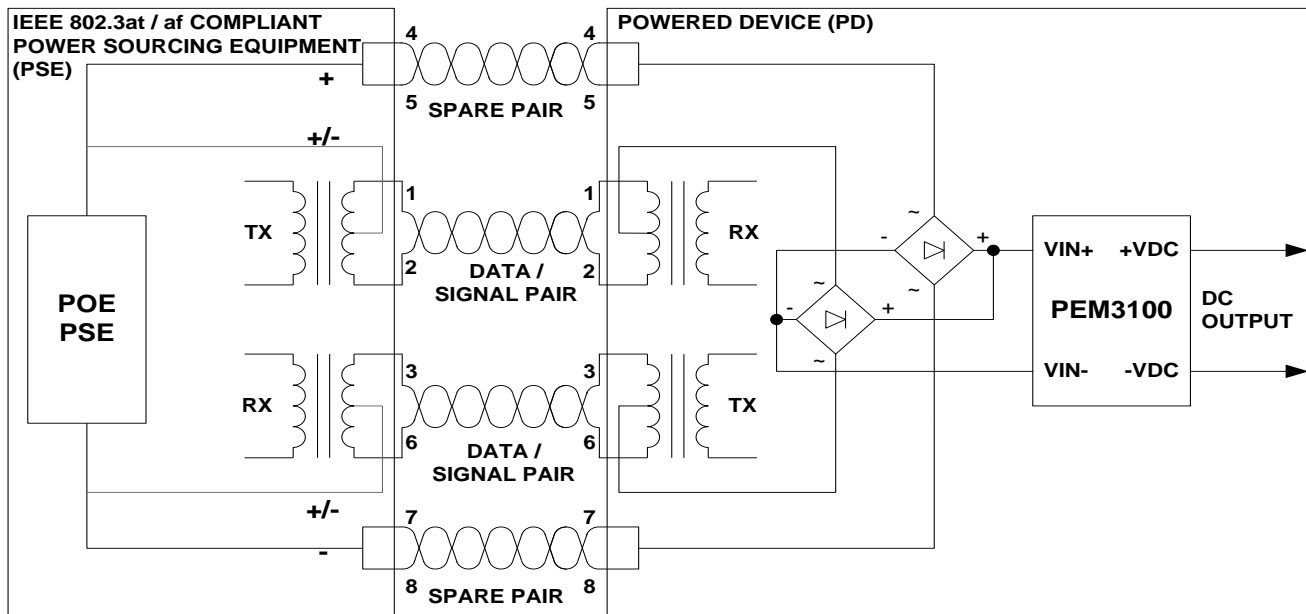 IEEE 802.3at / af COMPLIANT
POWER SOURCING EQUIPMENT
(PSE)
POWERED DEVICE (PD)
4
4
+
5
5
SPARE PAIR
+/-
1
1
TX
RX
2
2
DATA /
SIGNAL PAIR
~
-
+
~
~
-
+
~
VIN+
+VDC
PEM3100
DC
OUTPUT
VIN-
-VDC
POE
PSE
3
3
RX
TX
6
6
DATA /
SIGNAL PAIR
+/-
7
7
-
8
8
SPARE PAIR